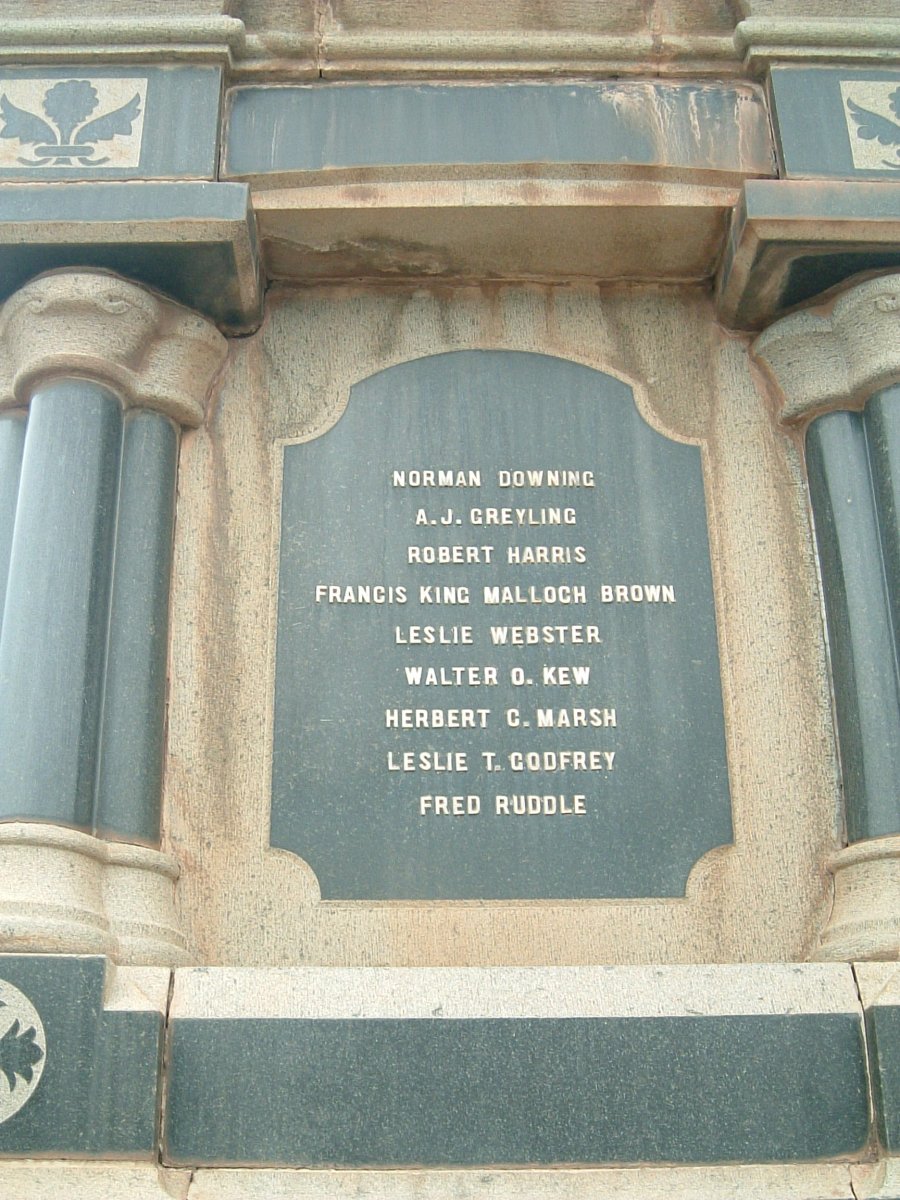 NORMAN DOWNING
A.J. GREYLING
ROBERT HARRIS
FRANCIS KING MALLOCH BROWN
LESLIE WEBSTER
WALTER O. KEW
HERBERT C. MARSH
LESLIE T. GODFREY
FRED RUDDLE